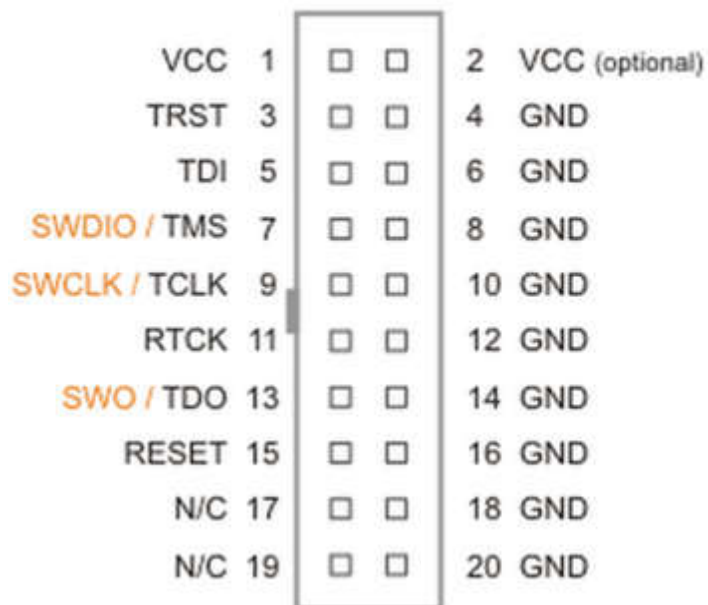 VCC 1 2 VCC (optional)
TRST 3 4 GND
TDI 5 6 GND
SWDIO / TMS 7 8 GND
SWCLK / TCLK 9 10 GND
RTCK 11 12 GND
SWO / TDO 13 14 GND
RESET 15 16 GND
N/C 17 18 GND
N/C 19 20 GND